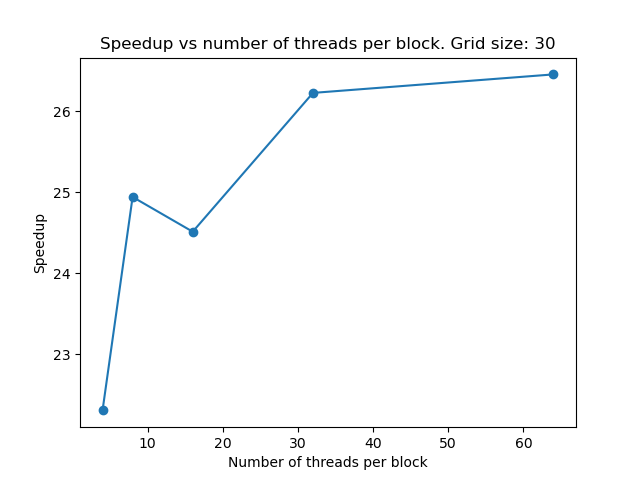 Speedup vs number of threads per block. Grid size: 30
26
25
24
23
Speedup
10 20 30 40 50 60
Number of threads per block